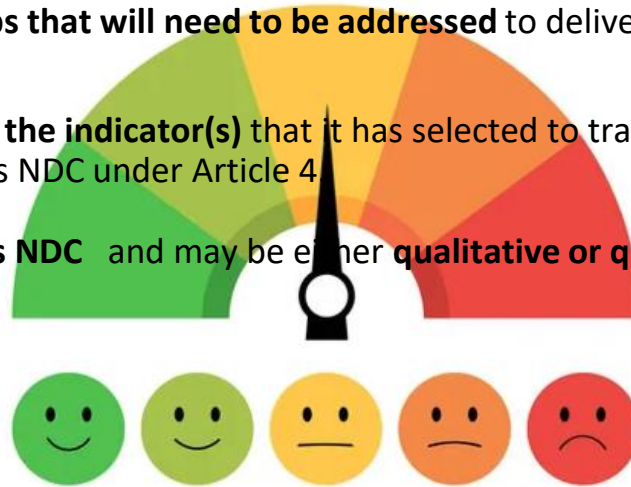 ps that will need to be addressed to delive
the indicator(s) that it has selected to tra
s NDC under Article 4
s NDC and may be either qualitative or q